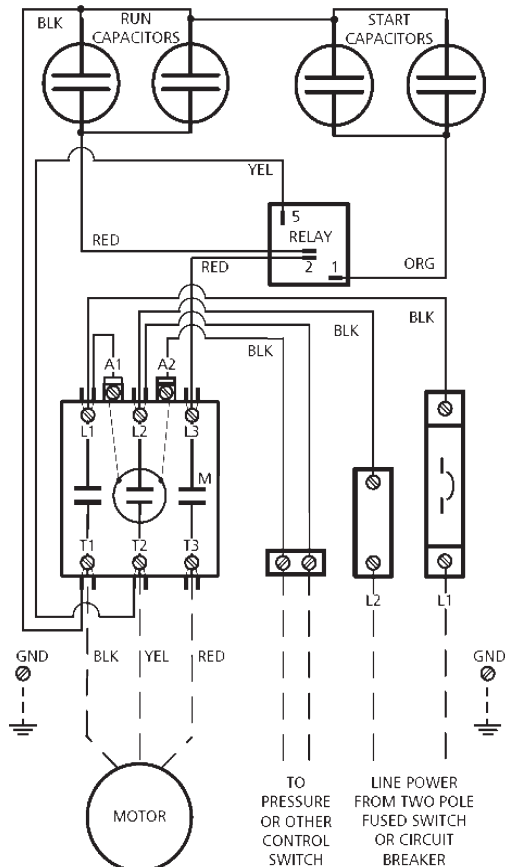 BLK
RUN
CAPACITORS
START
CAPACITORS
YEL
5
RELAY
2
1
RED
RED
ORG
BLK
BLK
BLK
A1
A2
L1
L2
L3
M
T1
T2
T3
L2
L1
GND
BLK
YEL
RED
GND
MOTOR
TO
PRESSURE
OR OTHER
CONTROL
SWITCH
LINE POWER
FROM TWO POLE
FUSED SWITCH
OR CIRCUIT
BREAKER